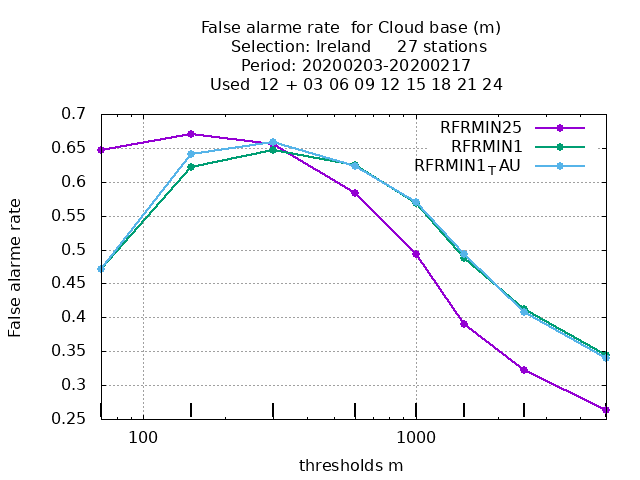 False alarme rate  for Cloud base (m)
Selection: Ireland     27 stations
Period: 20200203-20200217
Used  12 + 03 06 09 12 15 18 21 24
RFRMIN25
RFRMIN1
RFRMIN1TAU
False alarme rate
0.7
0.65
0.6
0.55
0.5
0.45
0.4
0.35
0.3
0.25
100
1000
thresholds m